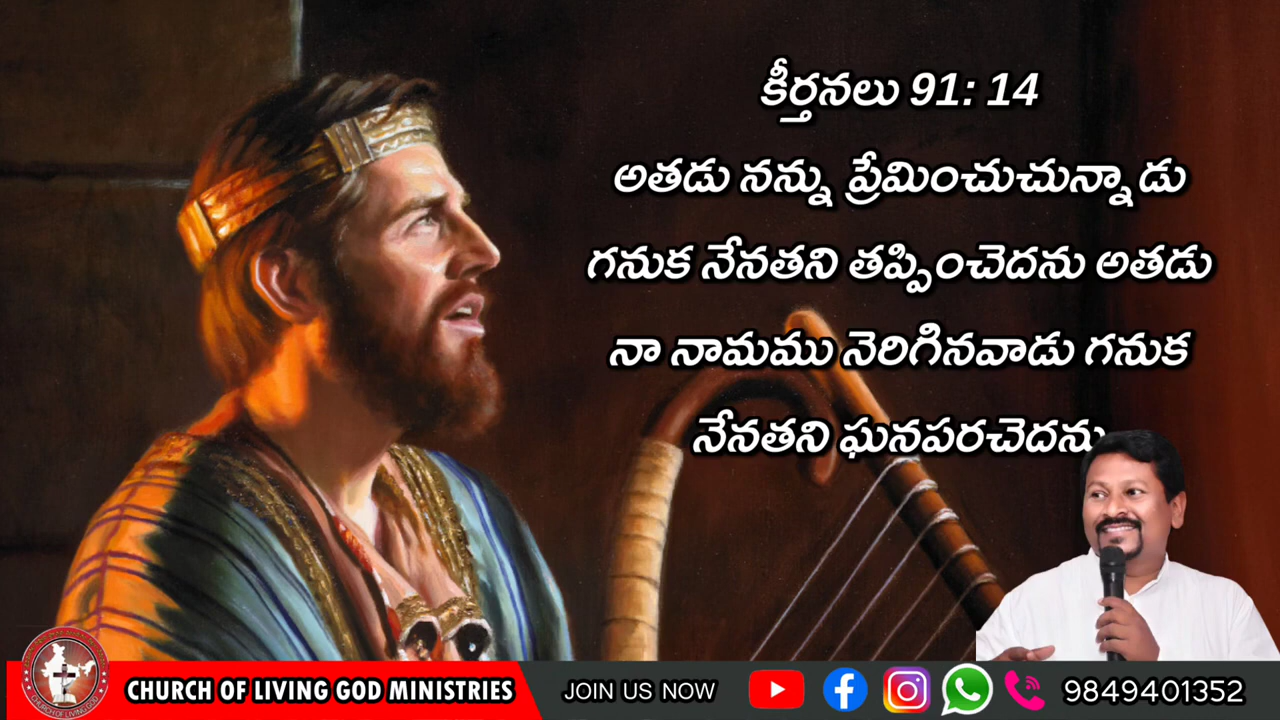 కీర్తనలు 91: 14
అతడు నన్ను ప్రేమించుచున్నాడు
గనుక నేనతని తప్పించెదను అతడు
నా నామము నెరిగినవాడు గనుక
నేనతని ఘనపరచెదను
CHURCH OF LIVING GOD MINISTRIES
JOIN US NOW
9849401352